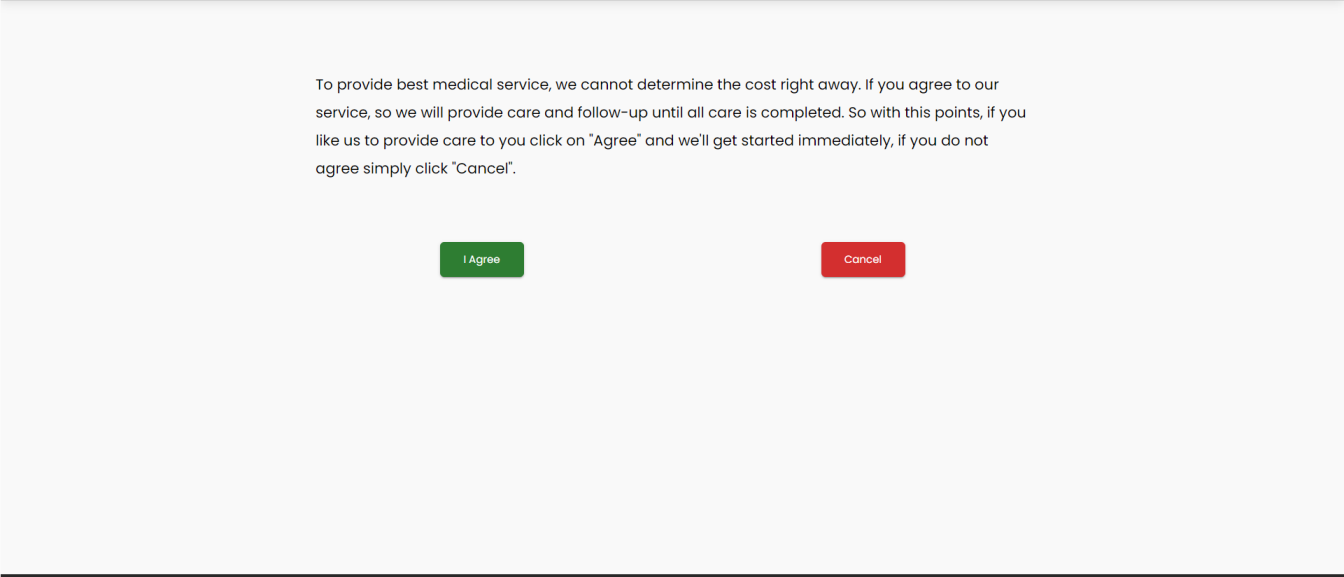 To provide best medical service, we cannot determine the cost right away. If you agree to our
service, so we will provide care and follow-up until all care is completed. So with this points, if you
like us to provide care to you click on "Agree" and we'll get started immediately, if you do not
agree simply click "Cancel".
I Agree
Cancel